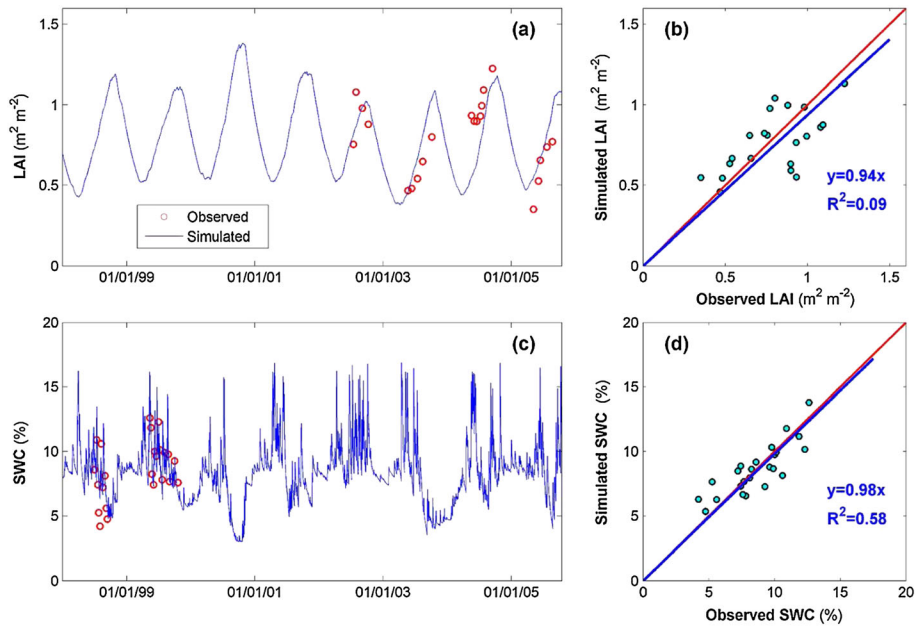 (a)
LAI (m² m⁻²)
1.5
1
0.5
0
Observed
Simulated
01/01/99
01/01/01
01/01/03
01/01/05
(b)
Simulated LAI (m² m⁻²)
1.5
1
0.5
0
y=0.94x
R²=0.09
0
0.5
1
1.5
Observed LAI (m² m⁻²)
(c)
SWC (%)
20
15
10
5
0
01/01/99
01/01/01
01/01/03
01/01/05
(d)
Simulated SWC (%)
20
15
10
5
0
y=0.98x
R²=0.58
0
5
10
15
20
Observed SWC (%)